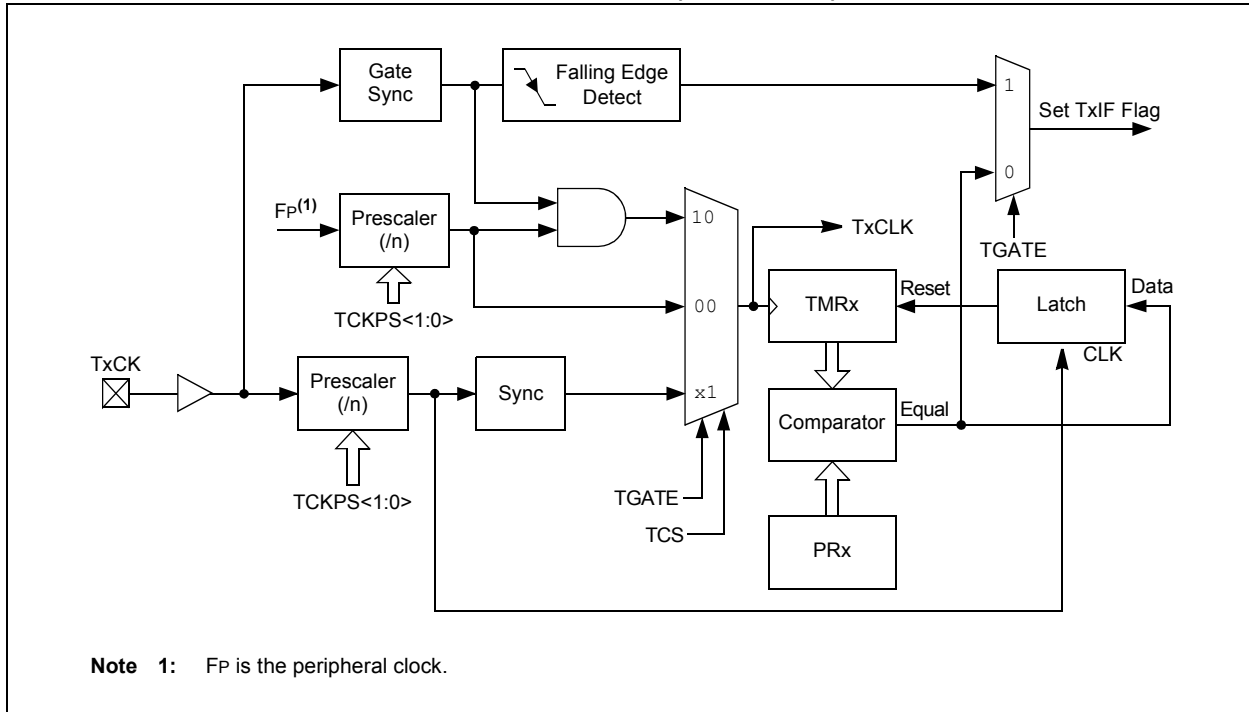 Gate
Sync
Falling Edge
Detect
1
Set TxIF Flag
0
FP(1)
Prescaler
(/n)
10
TxCLK
TGATE
TCKPS<1:0>
00
TMRx
Reset
Latch
Data
CLK
TxCK
Prescaler
(/n)
Sync
x1
Comparator
Equal
TCKPS<1:0>
TGATE
TCS
PRx
Note 1: FP is the peripheral clock.